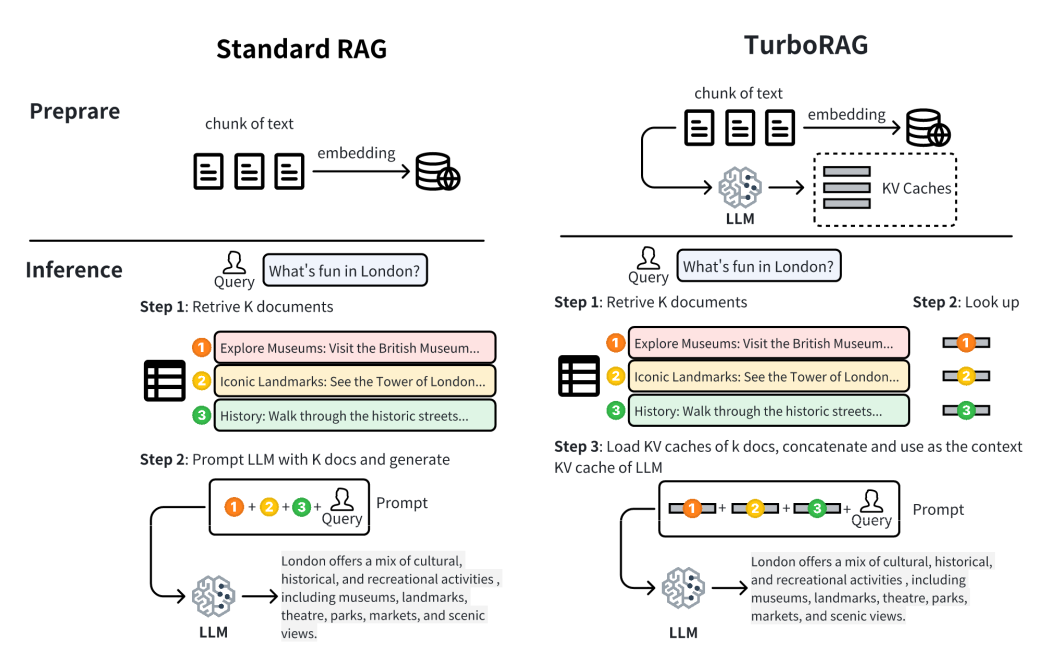 Standard RAG
Preprare
chunk of text
embedding
Inference
Query
What's fun in London?
Step 1: Retrive K documents
1 Explore Museums: Visit the British Museum...
2 Iconic Landmarks: See the Tower of London...
3 History: Walk through the historic streets...
Step 2: Prompt LLM with K docs and generate
1 + 2 + 3 +
Query
Prompt
London offers a mix of cultural,
historical, and recreational activities ,
including museums, landmarks,
theatre, parks, markets, and scenic
views.
LLM
TurboRAG
chunk of text
embedding
LLM
KV Caches
Query
What's fun in London?
Step 1: Retrive K documents
Step 2: Look up
1 Explore Museums: Visit the British Museum... 1
2 Iconic Landmarks: See the Tower of London... 2
3 History: Walk through the historic streets... 3
Step 3: Load KV caches of k docs, concatenate and use as the context
KV cache of LLM
1 + 2 + 3 +
Query
Prompt
London offers a mix of cultural, historical,
and recreational activities , including
museums, landmarks, theatre, parks,
markets, and scenic views.
LLM